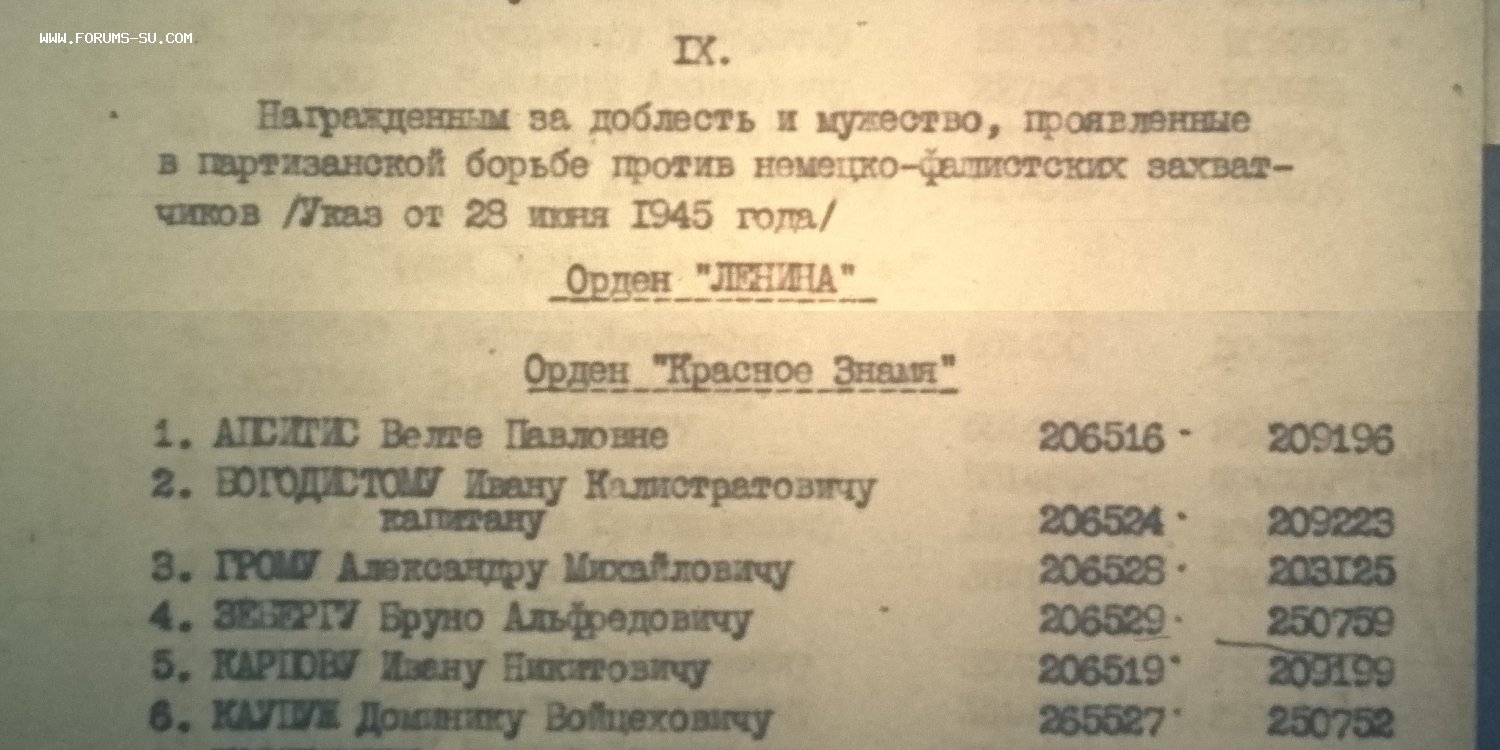 WWW.FORUMS-SU.COM
IX.
Награжденным за доблесть и мужество, проявленные
в партизанской борьбе против немецко-фашистских захват-
чиков /Указ от 28 июня 1945 года/
Орден "ЛЕНИНА"
Орден "Красное Знамя"
1. АПСИТИС Велте Павловне 206516 - 209196
2. БОГОДИСТОМУ Ивану Калистратовичу
капитану 206524 209223
3. ГРОМУ Александру Михайловичу 206528 203I25
4. ЗЕБЕРГУ Бруно Альфредовичу 206529 250759
5. КАРПОВУ Ивану Никитовичу 206519 209199
6. Доминику Войцеховичу 265527 250752